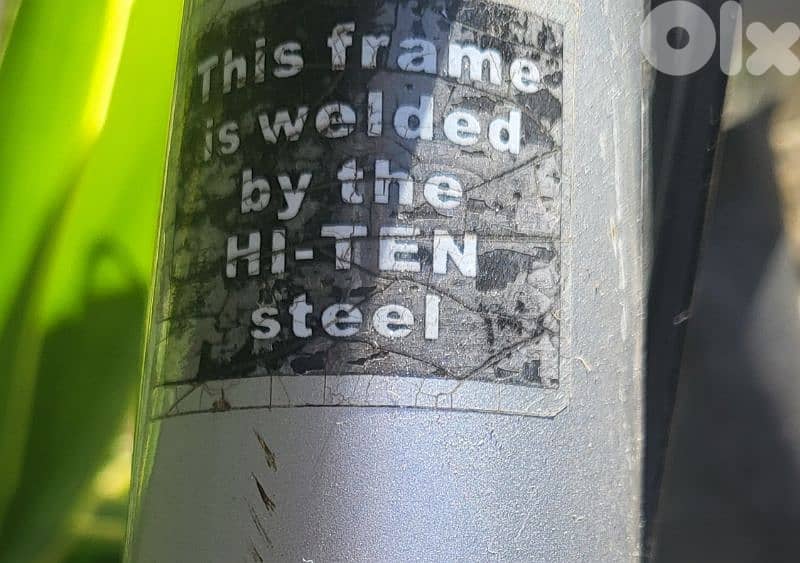 This frame
is welded
by the
HI-TEN
steel
Olx